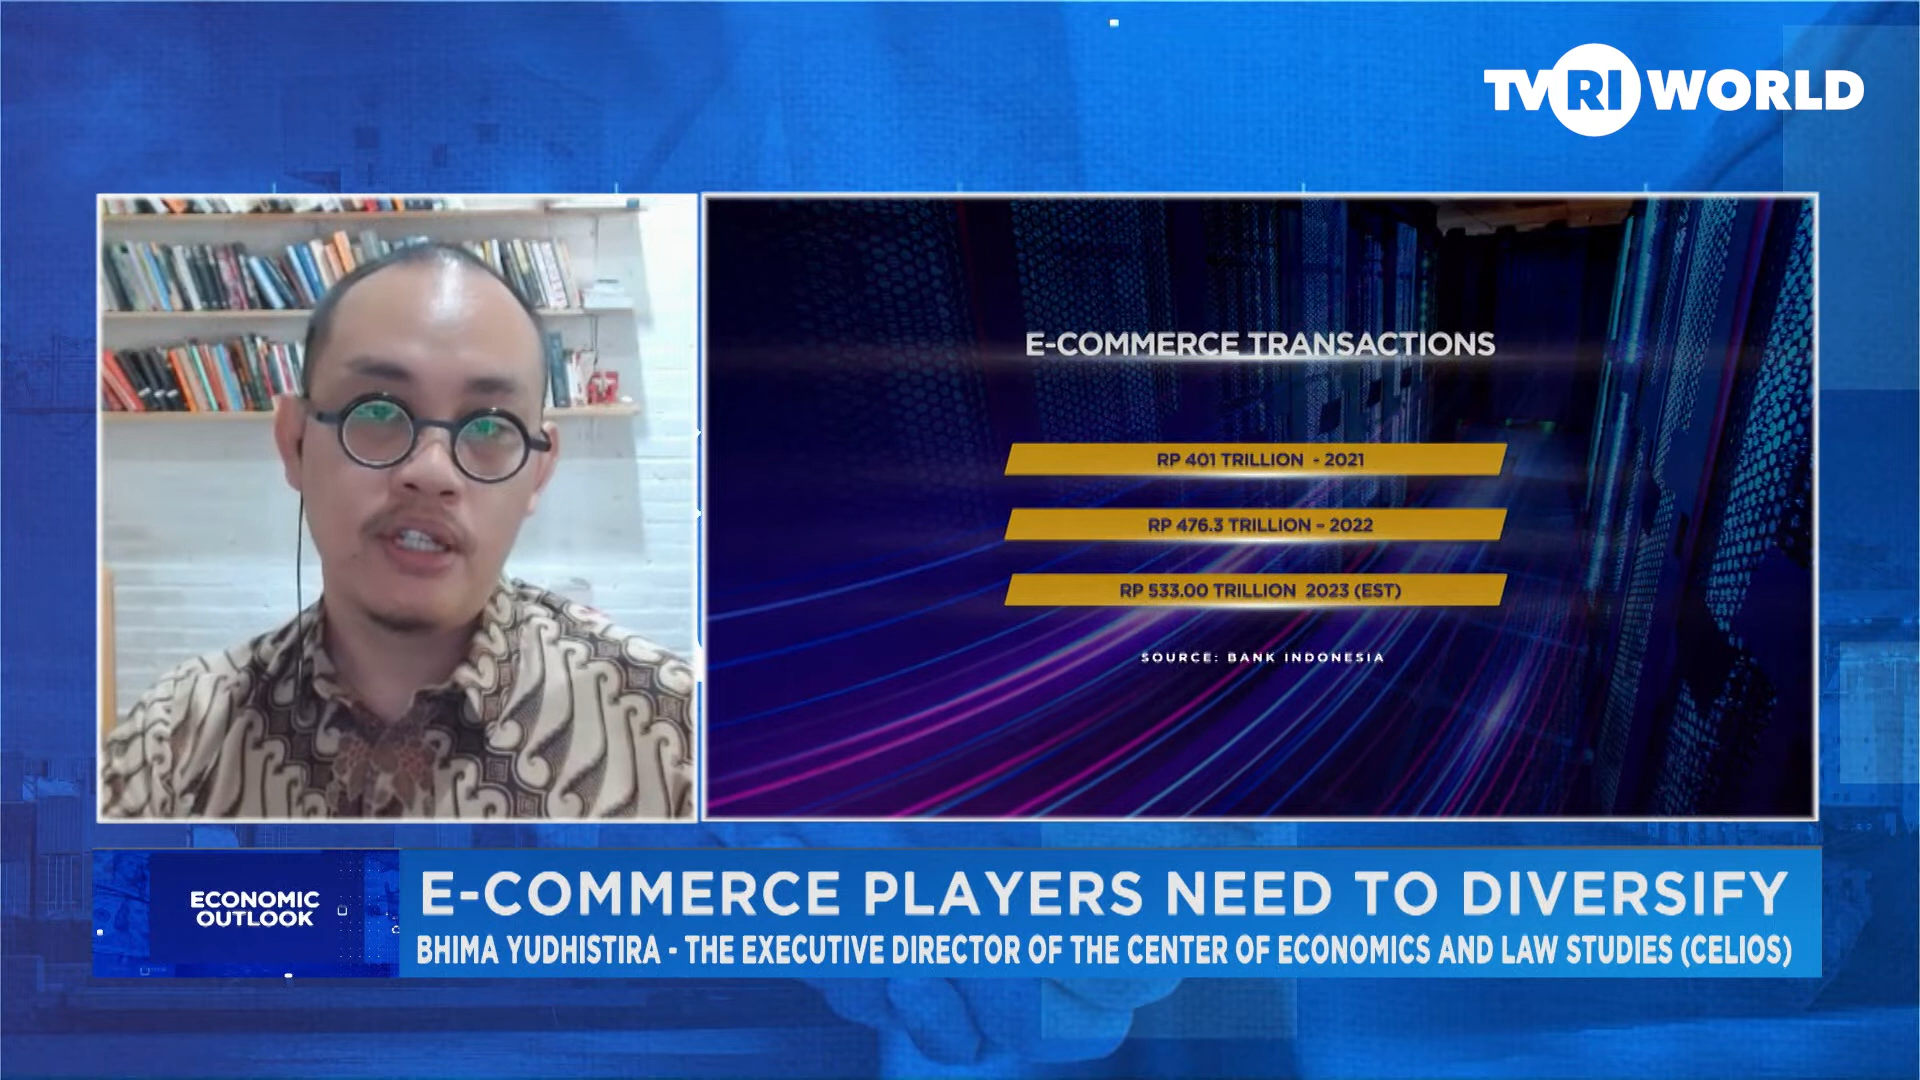 TVRI WORLD
E-COMMERCE TRANSACTIONS
RP 401 TRILLION - 2021
RP 476.3 TRILLION - 2022
RP 533.00 TRILLION 2023 (EST)
SOURCE: BANK INDONESIA
ECONOMIC
OUTLOOK
E-COMMERCE PLAYERS NEED TO DIVERSIFY
BHIMA YUDHISTIRA - THE EXECUTIVE DIRECTOR OF THE CENTER OF ECONOMICS AND LAW STUDIES (CELIOS)